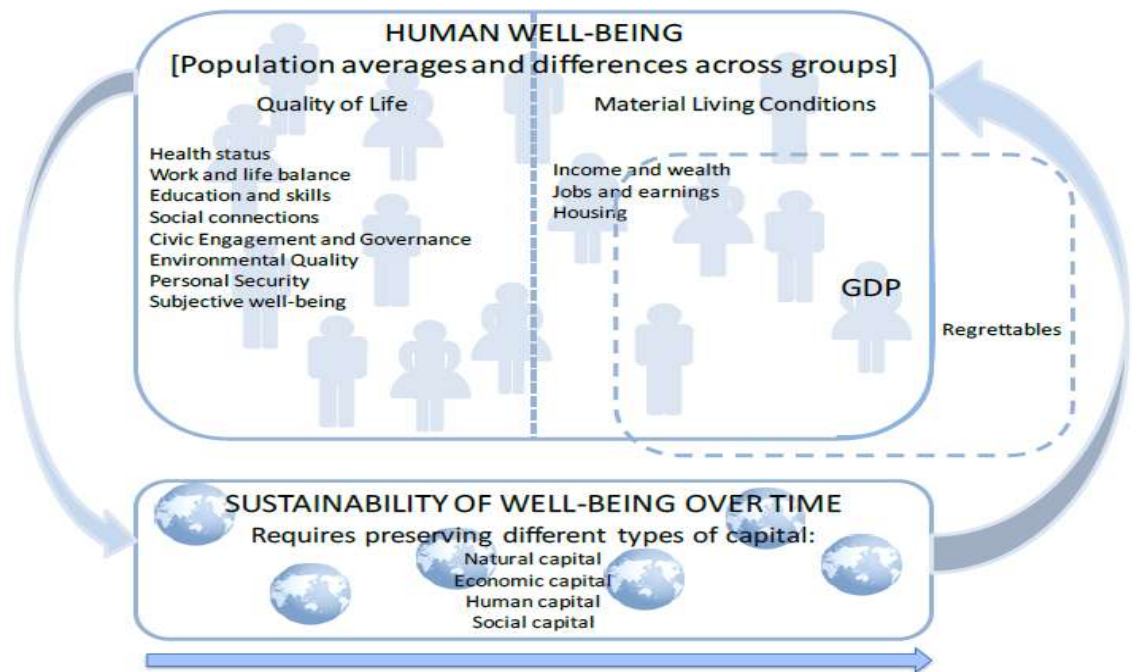 HUMAN WELL-BEING
[Population averages and differences across groups]
Quality of Life
Health status
Work and life balance
Education and skills
Social connections
Civic Engagement and Governance
Environmental Quality
Personal Security
Subjective well-being
Material Living Conditions
Income and wealth
Jobs and earnings
Housing
GDP
Regrettables
SUSTAINABILITY OF WELL-BEING OVER TIME
Requires preserving different types of capital:
Natural capital
Economic capital
Human capital
Social capital